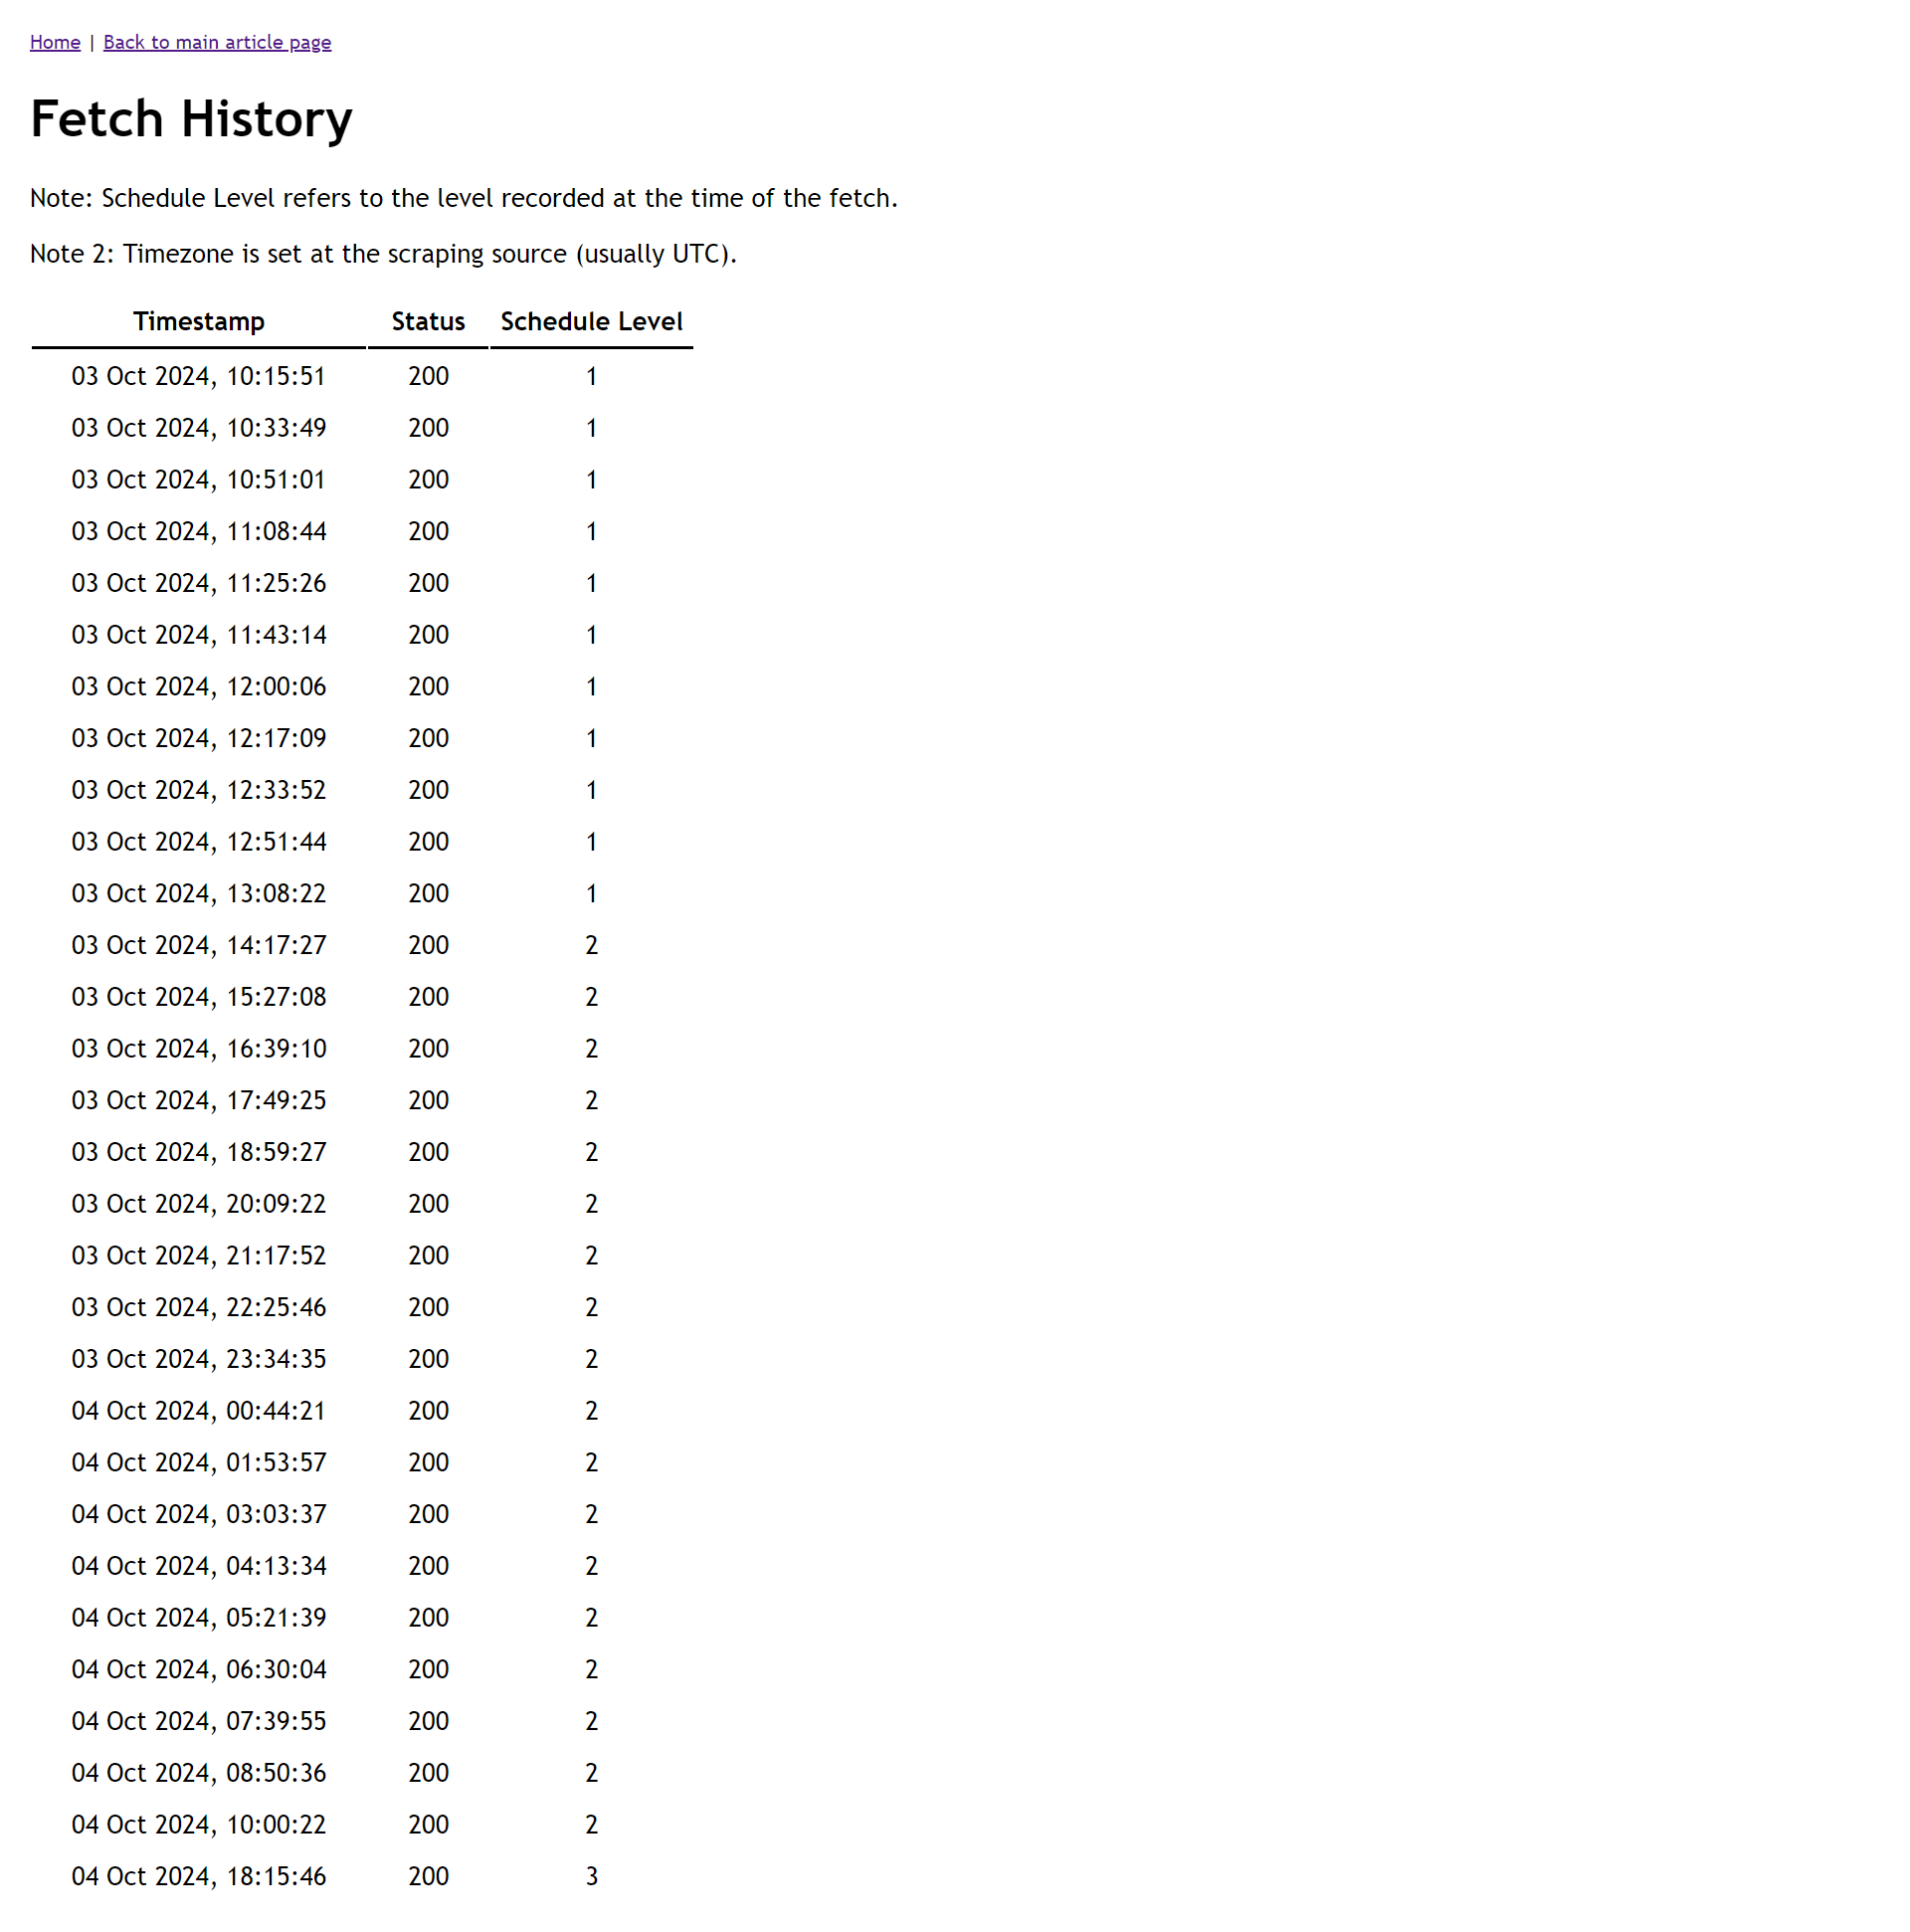 Home | Back to main article page
Fetch History
Note: Schedule Level refers to the level recorded at the time of the fetch.
Note 2: Timezone is set at the scraping source (usually UTC).
Timestamp Status Schedule Level
03 Oct 2024, 10:15:51 200 1
03 Oct 2024, 10:33:49 200 1
03 Oct 2024, 10:51:01 200 1
03 Oct 2024, 11:08:44 200 1
03 Oct 2024, 11:25:26 200 1
03 Oct 2024, 11:43:14 200 1
03 Oct 2024, 12:00:06 200 1
03 Oct 2024, 12:17:09 200 1
03 Oct 2024, 12:33:52 200 1
03 Oct 2024, 12:51:44 200 1
03 Oct 2024, 13:08:22 200 1
03 Oct 2024, 14:17:27 200 2
03 Oct 2024, 15:27:08 200 2
03 Oct 2024, 16:39:10 200 2
03 Oct 2024, 17:49:25 200 2
03 Oct 2024, 18:59:27 200 2
03 Oct 2024, 20:09:22 200 2
03 Oct 2024, 21:17:52 200 2
03 Oct 2024, 22:25:46 200 2
03 Oct 2024, 23:34:35 200 2
04 Oct 2024, 00:44:21 200 2
04 Oct 2024, 01:53:57 200 2
04 Oct 2024, 03:03:37 200 2
04 Oct 2024, 04:13:34 200 2
04 Oct 2024, 05:21:39 200 2
04 Oct 2024, 06:30:04 200 2
04 Oct 2024, 07:39:55 200 2
04 Oct 2024, 08:50:36 200 2
04 Oct 2024, 10:00:22 200 2
04 Oct 2024, 18:15:46 200 3